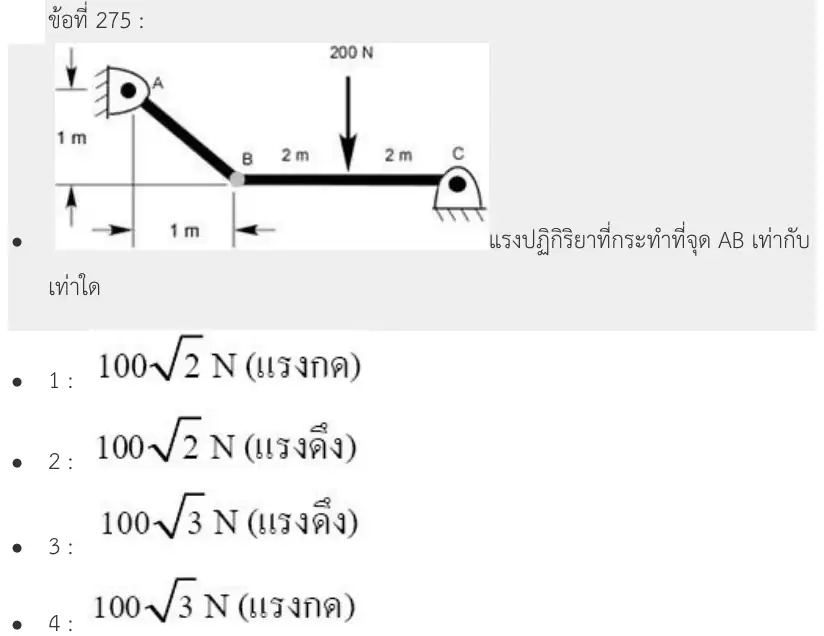 ข้อที่ 275 :
200 N
A
1 m
B
2 m
2 m
C
1 m
แรงปฏิกิริยาที่กระทำที่จุด AB เท่ากับ
เท่าใด
1 : 100√2 N (แรงกด)
2 : 100√2 N (แรงดึง)
3 : 100√3 N (แรงดึง)
4 : 100√3 N (แรงกด)